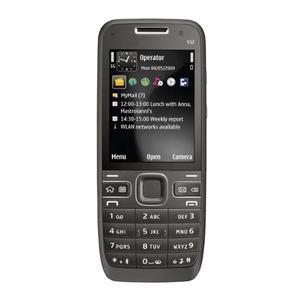 E52
Operator
Mon 04/05/2009
MyMail (7)
12:00-13:00 Lunch with Anna,
Mastroianni's
14:30-15:00 Weekly report
WLAN networks available
Menu Open Camera
1 2 ABC 3 DEF
4 GHI 5 JKL 6 MNO
7 PQRS 8 TUV 9 WXYZ
* + 0 #